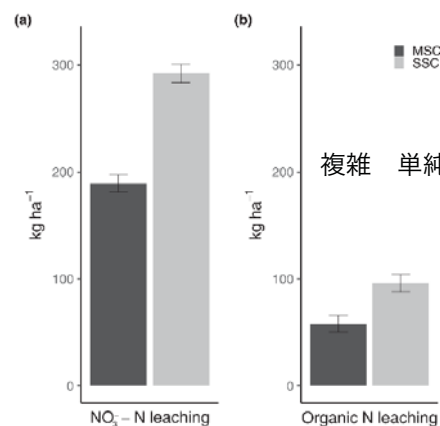 (a)
(b)
MSC
SSC
300
200
100
0
kg ha⁻¹
NO₃⁻ – N leaching
300
200
100
0
kg ha⁻¹
複雑 単純
Organic N leaching